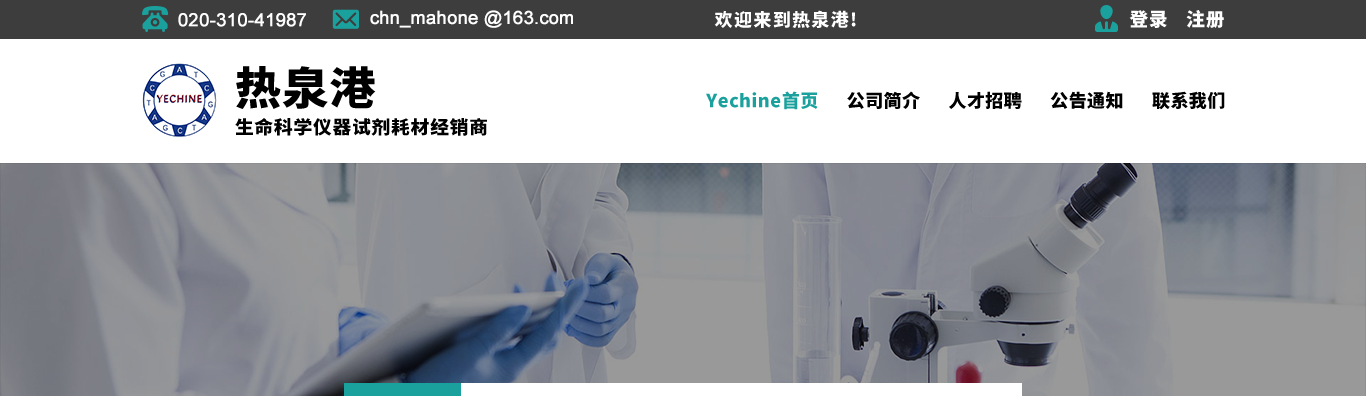 020-310-41987 chn_mahone @163.com 欢迎来到热泉港! 登录 注册
GATC
YECHINE
热泉港
生命科学仪器试剂耗材经销商
Yechine首页 公司简介 人才招聘 公告通知 联系我们